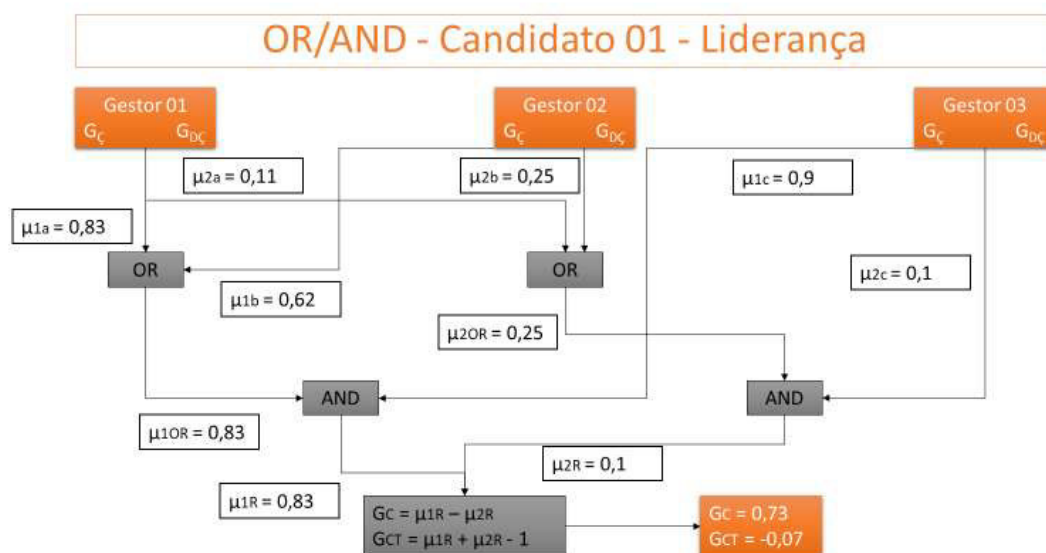 OR/AND - Candidato 01 - Liderança
Gestor 01
GÇ GDÇ
Gestor 02
GÇ GDÇ
Gestor 03
GÇ GDÇ
µ2a = 0,11
µ2b = 0,25
µ1c = 0,9
µ1a = 0,83
OR
OR
µ2c = 0,1
µ1b = 0,62
µ2OR = 0,25
AND
AND
µ1OR = 0,83
µ2R = 0,1
µ1R = 0,83
GC = µ1R – µ2R
GCT = µ1R + µ2R - 1
GC = 0,73
GCT = -0,07